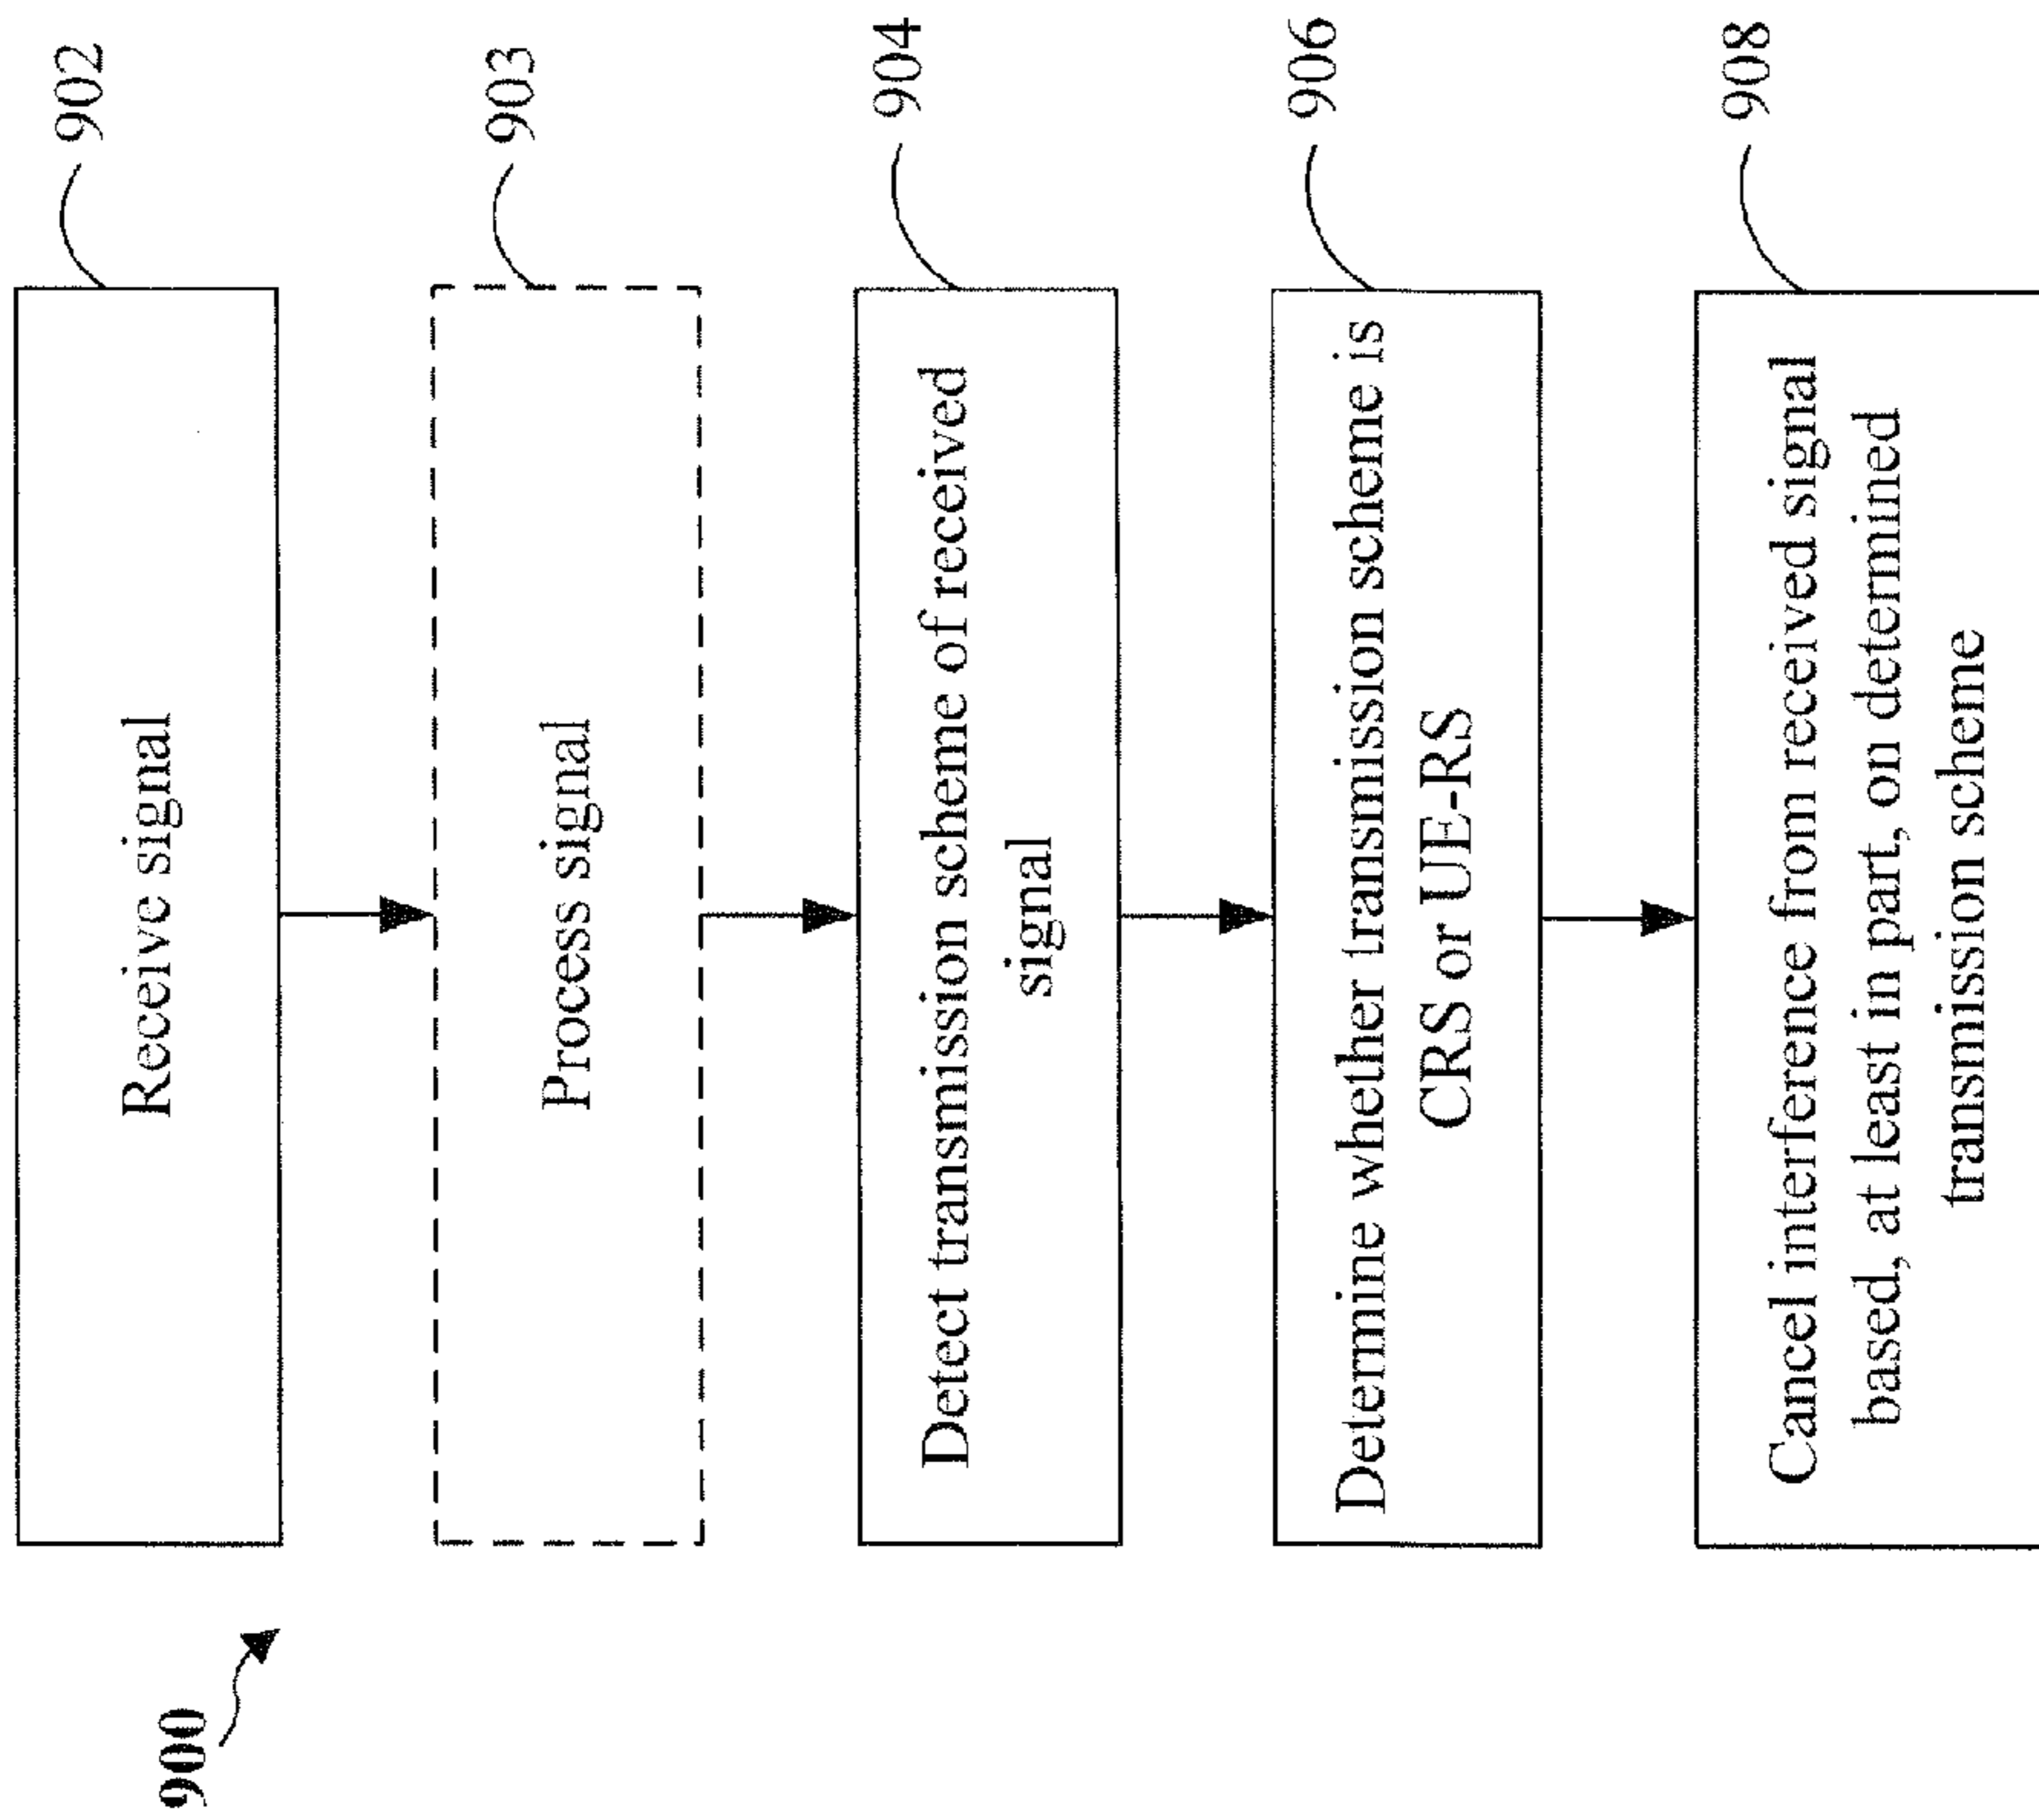 900
902
Receive signal
903
Process signal
904
Detect transmission scheme of received
signal
906
Determine whether transmission scheme is
CRS or UE-RS
908
Cancel interference from received signal
based, at least in part, on determined
transmission scheme